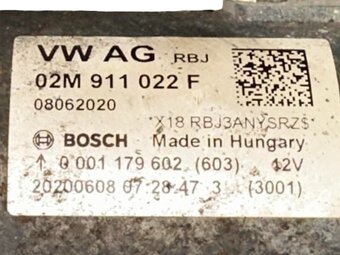 VW AG RBJ
02M 911 022 F
08062020
*X18 RBJ3ANYSRZ$*
BOSCH Made in Hungary
↑ 0 001 179 602 (603) 12V
20200608 07 28 47 3 (3001)